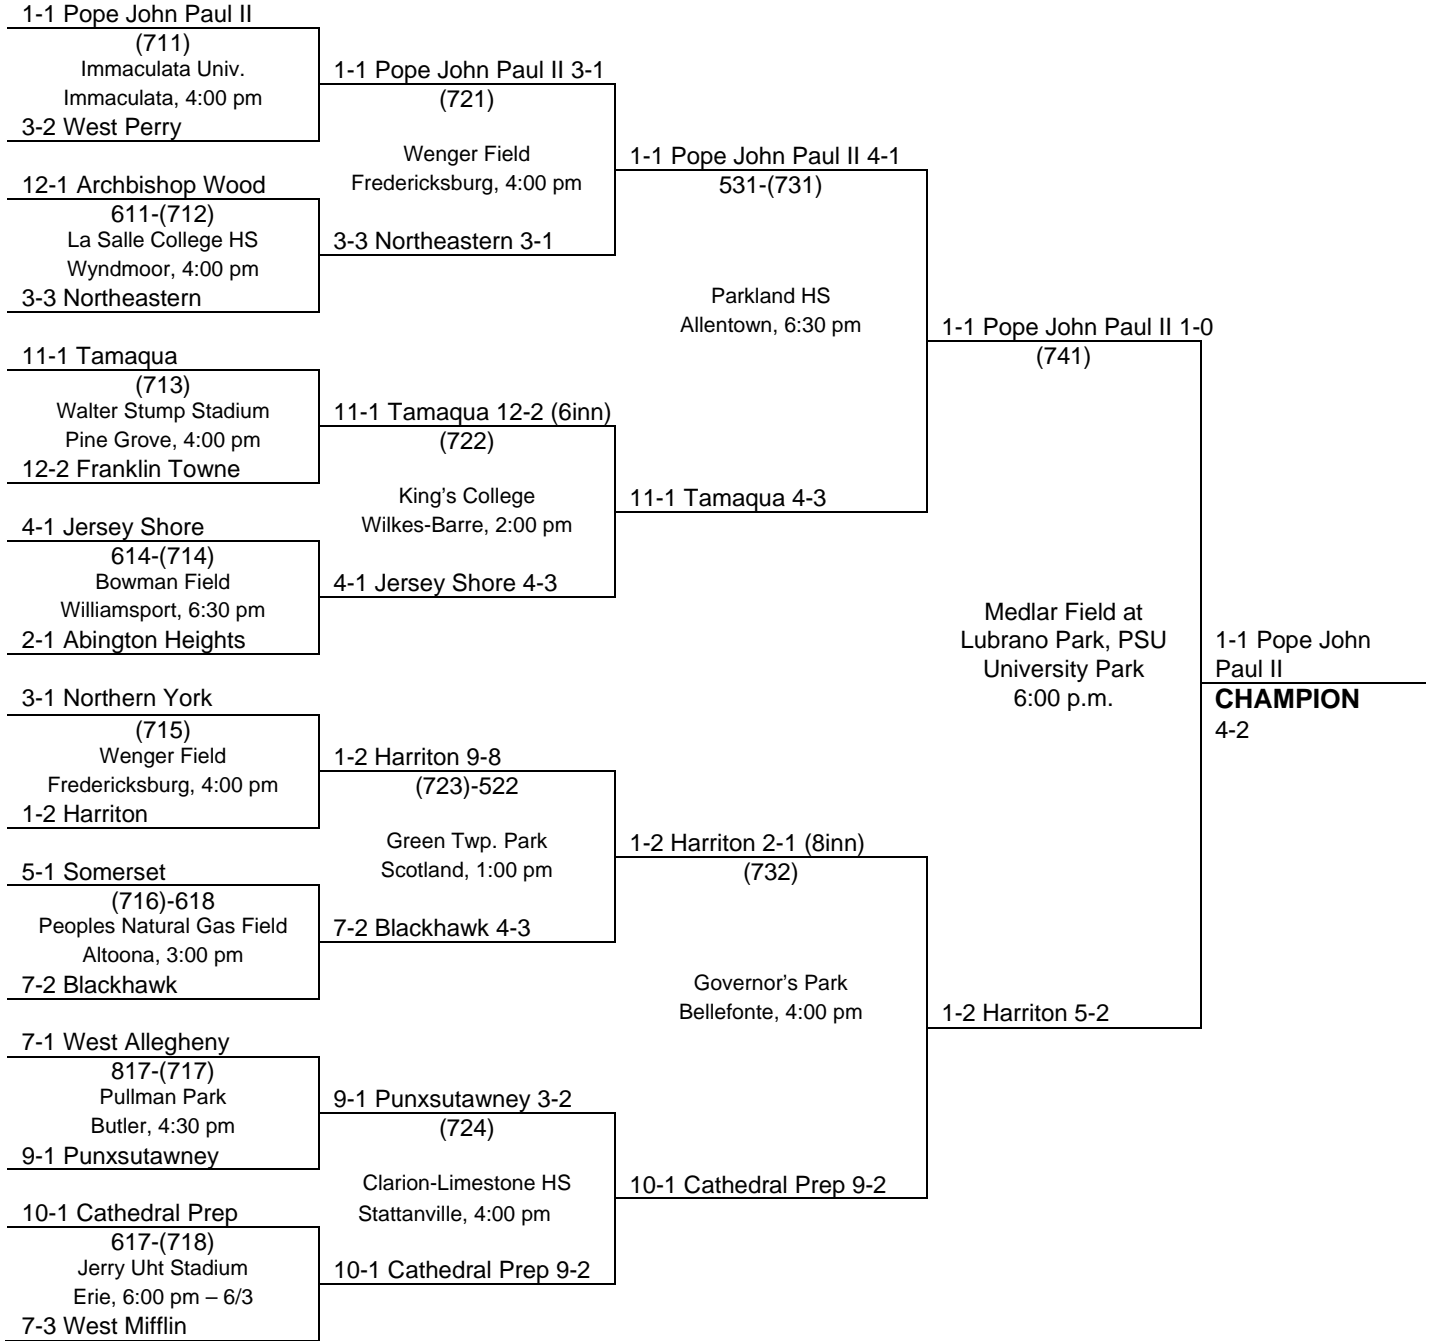 1-1 Pope John Paul II
(711)
Immaculata Univ.
Immaculata, 4:00 pm
3-2 West Perry
12-1 Archbishop Wood
611-(712)
La Salle College HS
Wyndmoor, 4:00 pm
3-3 Northeastern
11-1 Tamaqua
(713)
Walter Stump Stadium
Pine Grove, 4:00 pm
12-2 Franklin Towne
4-1 Jersey Shore
614-(714)
Bowman Field
Williamsport, 6:30 pm
2-1 Abington Heights
3-1 Northern York
(715)
Wenger Field
Fredericksburg, 4:00 pm
1-2 Harriton
5-1 Somerset
(716)-618
Peoples Natural Gas Field
Altoona, 3:00 pm
7-2 Blackhawk
7-1 West Allegheny
817-(717)
Pullman Park
Butler, 4:30 pm
9-1 Punxsutawney
10-1 Cathedral Prep
617-(718)
Jerry Uht Stadium
Erie, 6:00 pm – 6/3
7-3 West Mifflin
1-1 Pope John Paul II 3-1
(721)
Wenger Field
Fredericksburg, 4:00 pm
3-3 Northeastern 3-1
11-1 Tamaqua 12-2 (6inn)
(722)
King's College
Wilkes-Barre, 2:00 pm
4-1 Jersey Shore 4-3
1-2 Harriton 9-8
(723)-522
Green Twp. Park
Scotland, 1:00 pm
7-2 Blackhawk 4-3
9-1 Punxsutawney 3-2
(724)
Clarion-Limestone HS
Stattanville, 4:00 pm
10-1 Cathedral Prep 9-2
1-1 Pope John Paul II 4-1
531-(731)
Parkland HS
Allentown, 6:30 pm
11-1 Tamaqua 4-3
1-2 Harriton 2-1 (8inn)
(732)
Governor's Park
Bellefonte, 4:00 pm
10-1 Cathedral Prep 9-2
1-1 Pope John Paul II 1-0
(741)
Medlar Field at
Lubrano Park, PSU
University Park
6:00 p.m.
1-2 Harriton 5-2
1-1 Pope John
Paul II
CHAMPION
4-2